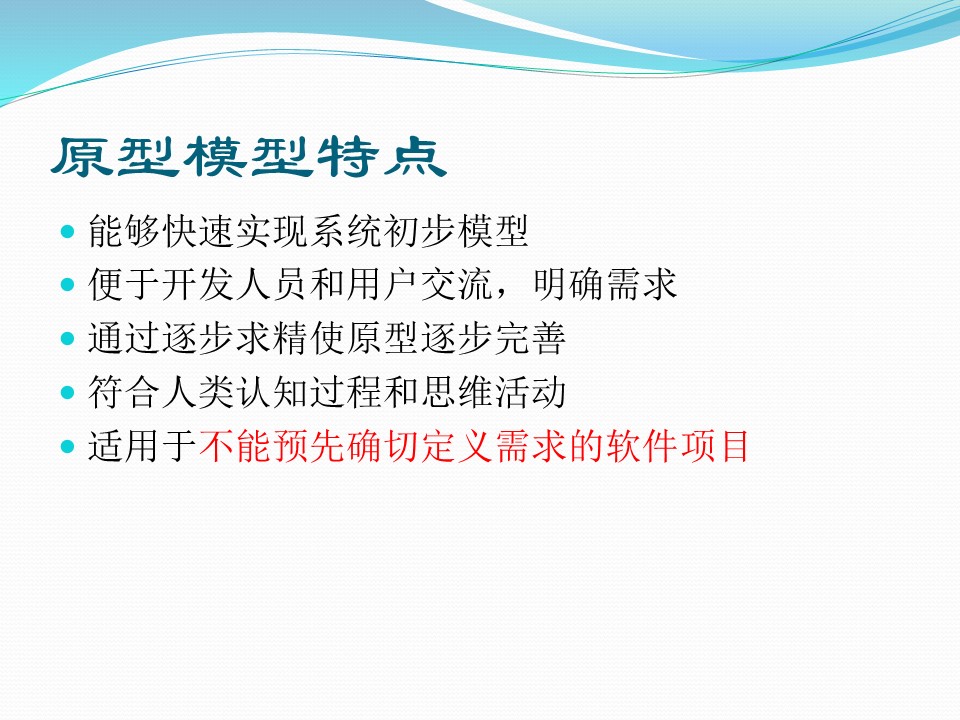 原型模型特点
能够快速实现系统初步模型
便于开发人员和用户交流，明确需求
通过逐步求精使原型逐步完善
符合人类认知过程和思维活动
适用于不能预先确切定义需求的软件项目